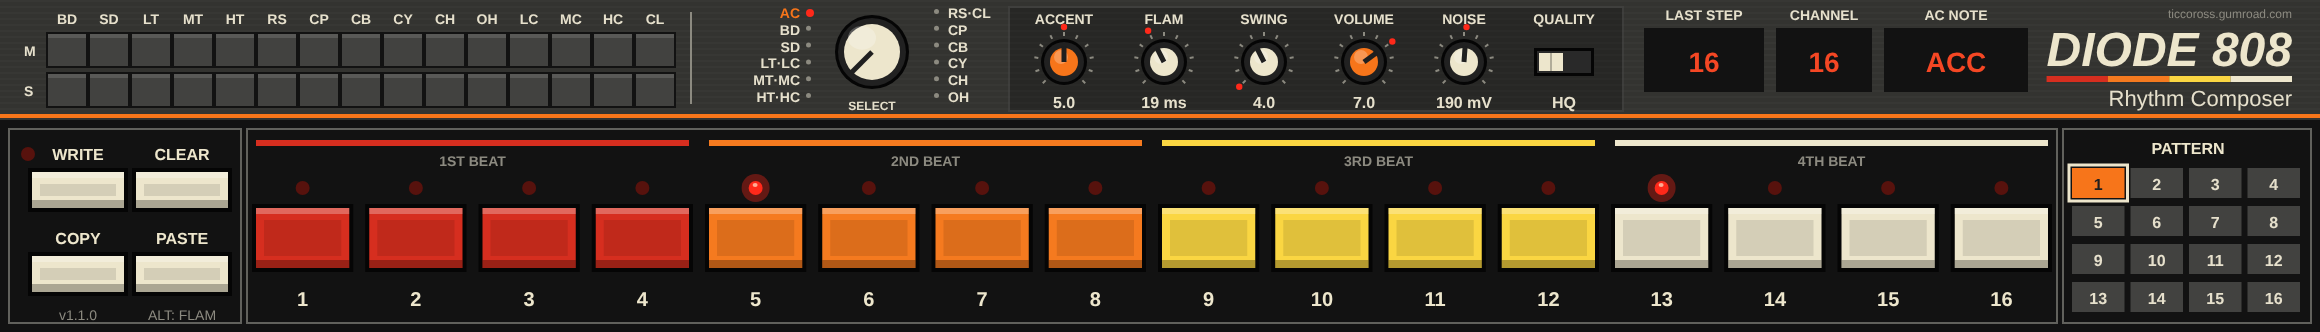 BD SD LT MT HT RS CP CB CY CH OH LC MC HC CL
M
S
AC
BD
SD
LT·LC
MT·MC
HT·HC
SELECT
RS·CL
CP
CB
CY
CH
OH
ACCENT FLAM SWING VOLUME NOISE QUALITY
5.0 19 ms 4.0 7.0 190 mV HQ
LAST STEP CHANNEL AC NOTE
16 16 ACC
ticcoross.gumroad.com
DIODE 808
Rhythm Composer
WRITE CLEAR
COPY PASTE
v1.1.0 ALT: FLAM
1ST BEAT 2ND BEAT 3RD BEAT 4TH BEAT
1 2 3 4 5 6 7 8 9 10 11 12 13 14 15 16
PATTERN
1 2 3 4
5 6 7 8
9 10 11 12
13 14 15 16